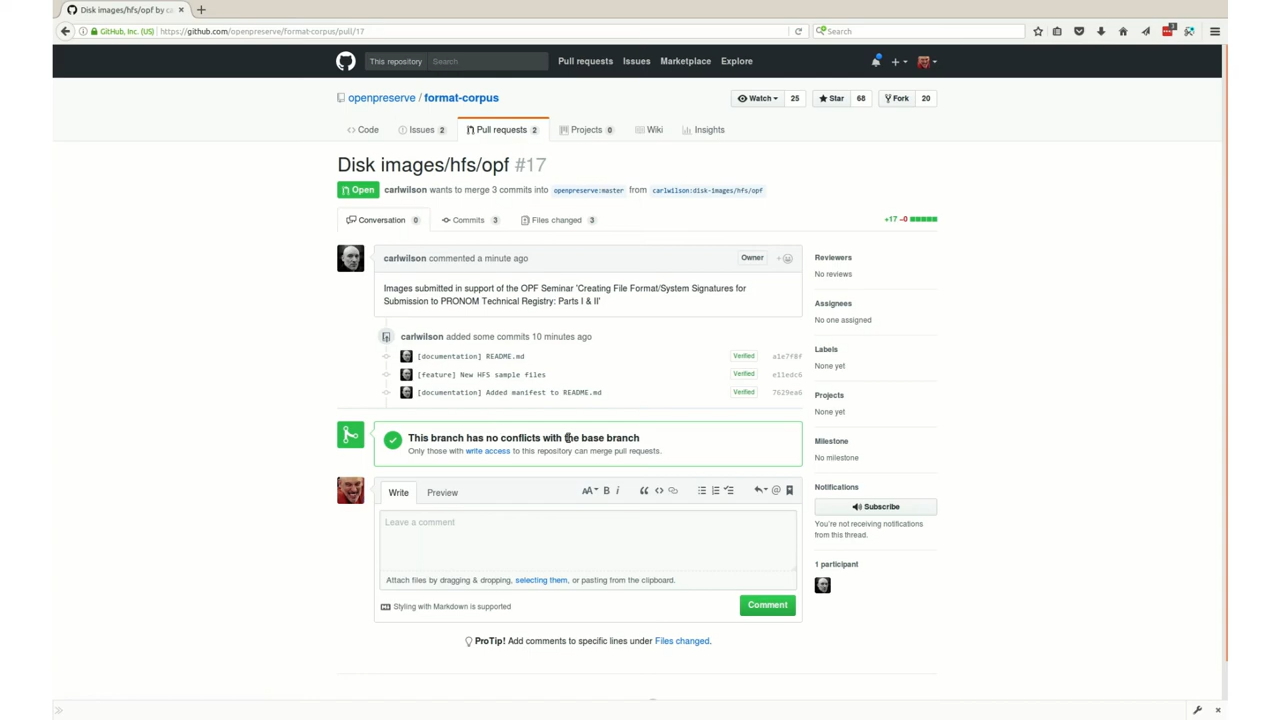 Disk images/hfs/opf by ca
GitHub, Inc. (US) https://github.com/openpreserve/format-corpus/pull/17
Search
This repository Search Pull requests Issues Marketplace Explore
openpreserve / format-corpus
Watch 25 Star 68 Fork 20
Code Issues 2 Pull requests 2 Projects 0 Wiki Insights
Disk images/hfs/opf #17
Open carlwilson wants to merge 3 commits into openpreserve:master from carlwilson:disk-images/hfs/opf
Conversation 0 Commits 3 Files changed 3
+17 −0
carlwilson commented a minute ago
Owner
Images submitted in support of the OPF Seminar 'Creating File Format/System Signatures for
Submission to PRONOM Technical Registry: Parts I & II'
carlwilson added some commits 10 minutes ago
[documentation] README.md Verified a1e7f8f
[feature] New HFS sample files Verified e11edc6
[documentation] Added manifest to README.md Verified 7629ea6
This branch has no conflicts with the base branch
Only those with write access to this repository can merge pull requests.
Write Preview
AA B i
Leave a comment
Attach files by dragging & dropping, selecting them, or pasting from the clipboard.
Styling with Markdown is supported
Comment
ProTip! Add comments to specific lines under Files changed.
Reviewers
No reviews
Assignees
No one assigned
Labels
None yet
Projects
None yet
Milestone
No milestone
Notifications
Subscribe
You're not receiving notifications
from this thread.
1 participant